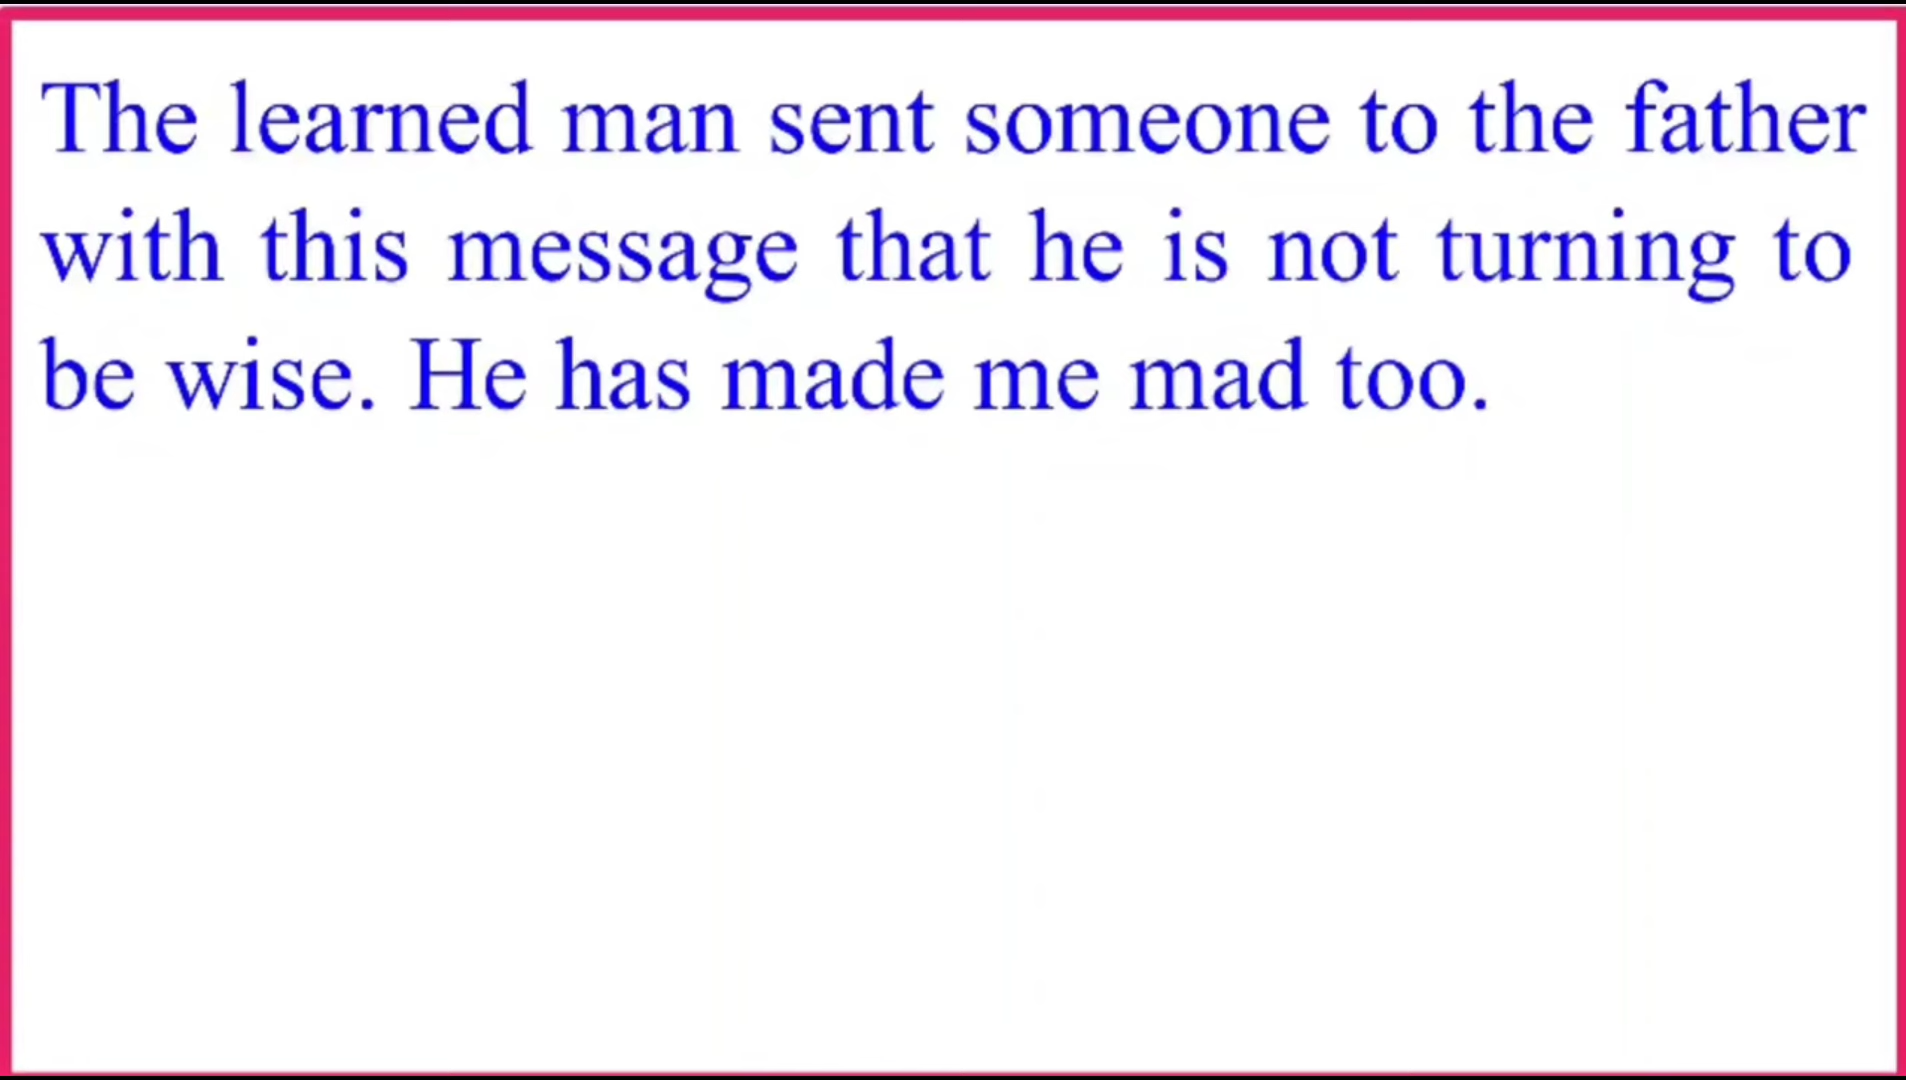 The learned man sent someone to the father
with this message that he is not turning to
be wise. He has made me mad too.